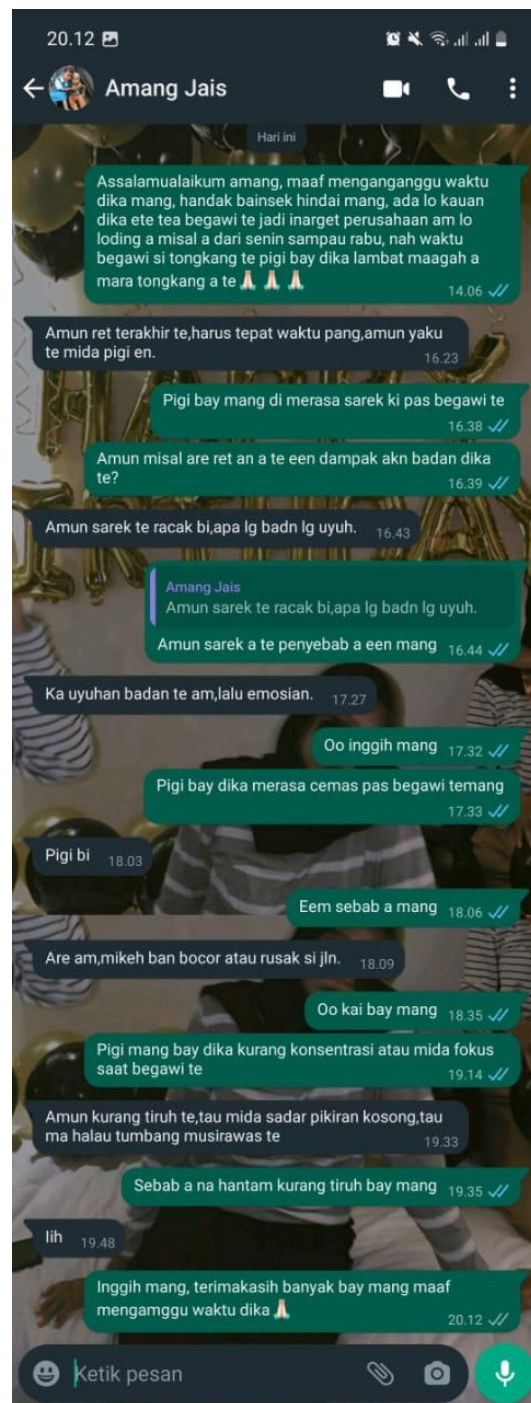 20.12
Amang Jais
Hari ini
Assalamualaikum amang, maaf menganganggu waktu
dika mang, handak bainsek hindai mang, ada lo kauan
dika ete tea begawi te jadi inarget perusahaan am lo
loding a misal a dari senin sampau rabu, nah waktu
begawi si tongkang te pigi bay dika lambat maagah a
mara tongkang a te 🙏🏻 🙏🏻 🙏🏻
14.06
Amun ret terakhir te,harus tepat waktu pang,amun yaku
te mida pigi en.
16.23
Pigi bay mang di merasa sarek ki pas begawi te
16.38
Amun misal are ret an a te een dampak akn badan dika
te?
16.39
Amun sarek te racak bi,apa lg badn lg uyuh. 16.43
Amang Jais
Amun sarek te racak bi,apa lg badn lg uyuh.
Amun sarek a te penyebab a een mang 16.44
Ka uyuhan badan te am,lalu emosian. 17.27
Oo inggih mang 17.32
Pigi bay dika merasa cemas pas begawi temang
17.33
Pigi bi 18.03
Eem sebab a mang 18.06
Are am,mikeh ban bocor atau rusak si jln. 18.09
Oo kai bay mang 18.35
Pigi mang bay dika kurang konsentrasi atau mida fokus
saat begawi te 19.14
Amun kurang tiruh te,tau mida sadar pikiran kosong,tau
ma halau tumbang musirawas te 19.33
Sebab a na hantam kurang tiruh bay mang 19.35
Iih 19.48
Inggih mang, terimakasih banyak bay mang maaf
mengamggu waktu dika 🙏🏻 20.12
Ketik pesan